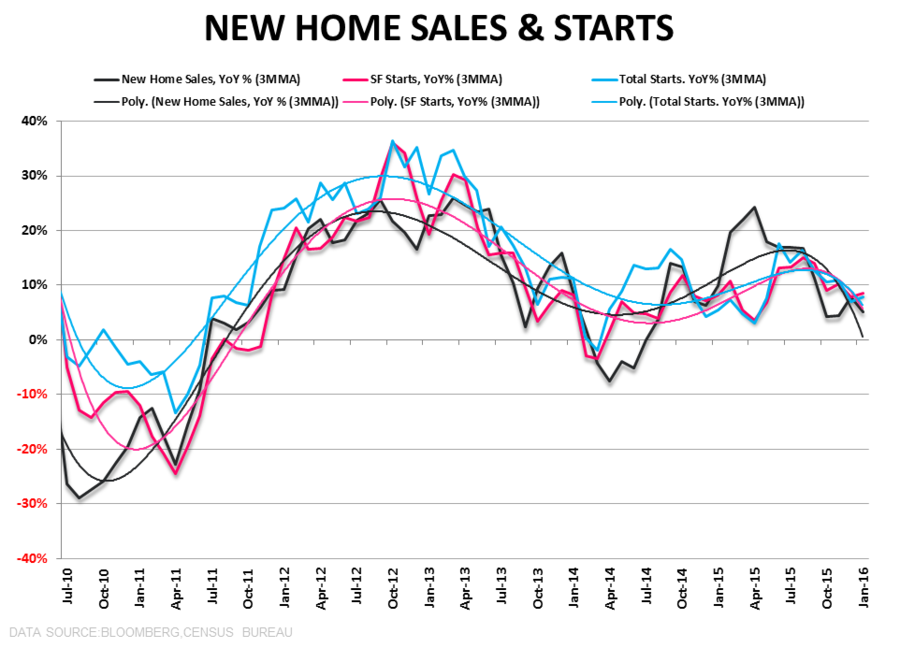 NEW HOME SALES & STARTS
New Home Sales, YoY % (3MMA) SF Starts, YoY% (3MMA) Total Starts. YoY% (3MMA)
Poly. (New Home Sales, YoY % (3MMA)) Poly. (SF Starts, YoY% (3MMA)) Poly. (Total Starts. YoY% (3MMA))
40%
30%
20%
10%
0%
-10%
-20%
-30%
-40%
Jul-10 Oct-10 Jan-11 Apr-11 Jul-11 Oct-11 Jan-12 Apr-12 Jul-12 Oct-12 Jan-13 Apr-13 Jul-13 Oct-13 Jan-14 Apr-14 Jul-14 Oct-14 Jan-15 Apr-15 Jul-15 Oct-15 Jan-16
DATA SOURCE:BLOOMBERG,CENSUS BUREAU